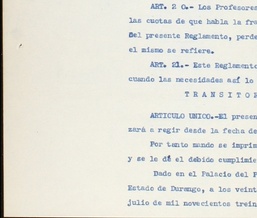 ART. 2 0.- Los Profesores
las cuotas de que habla la fra
del presente Reglamento, perde
el mismo se refiere.
ART. 21.- Este Reglamento
cuando las necesidades así lo
T R A N S I T O R
ARTICULO UNICO.-El presen
zará a regir desde la fecha de
Por tanto mando se imprim
y se le dé el debido cumplimie
Dado en el Palacio del P
Estado de Durango, a los veint
julio de mil novecientos trein